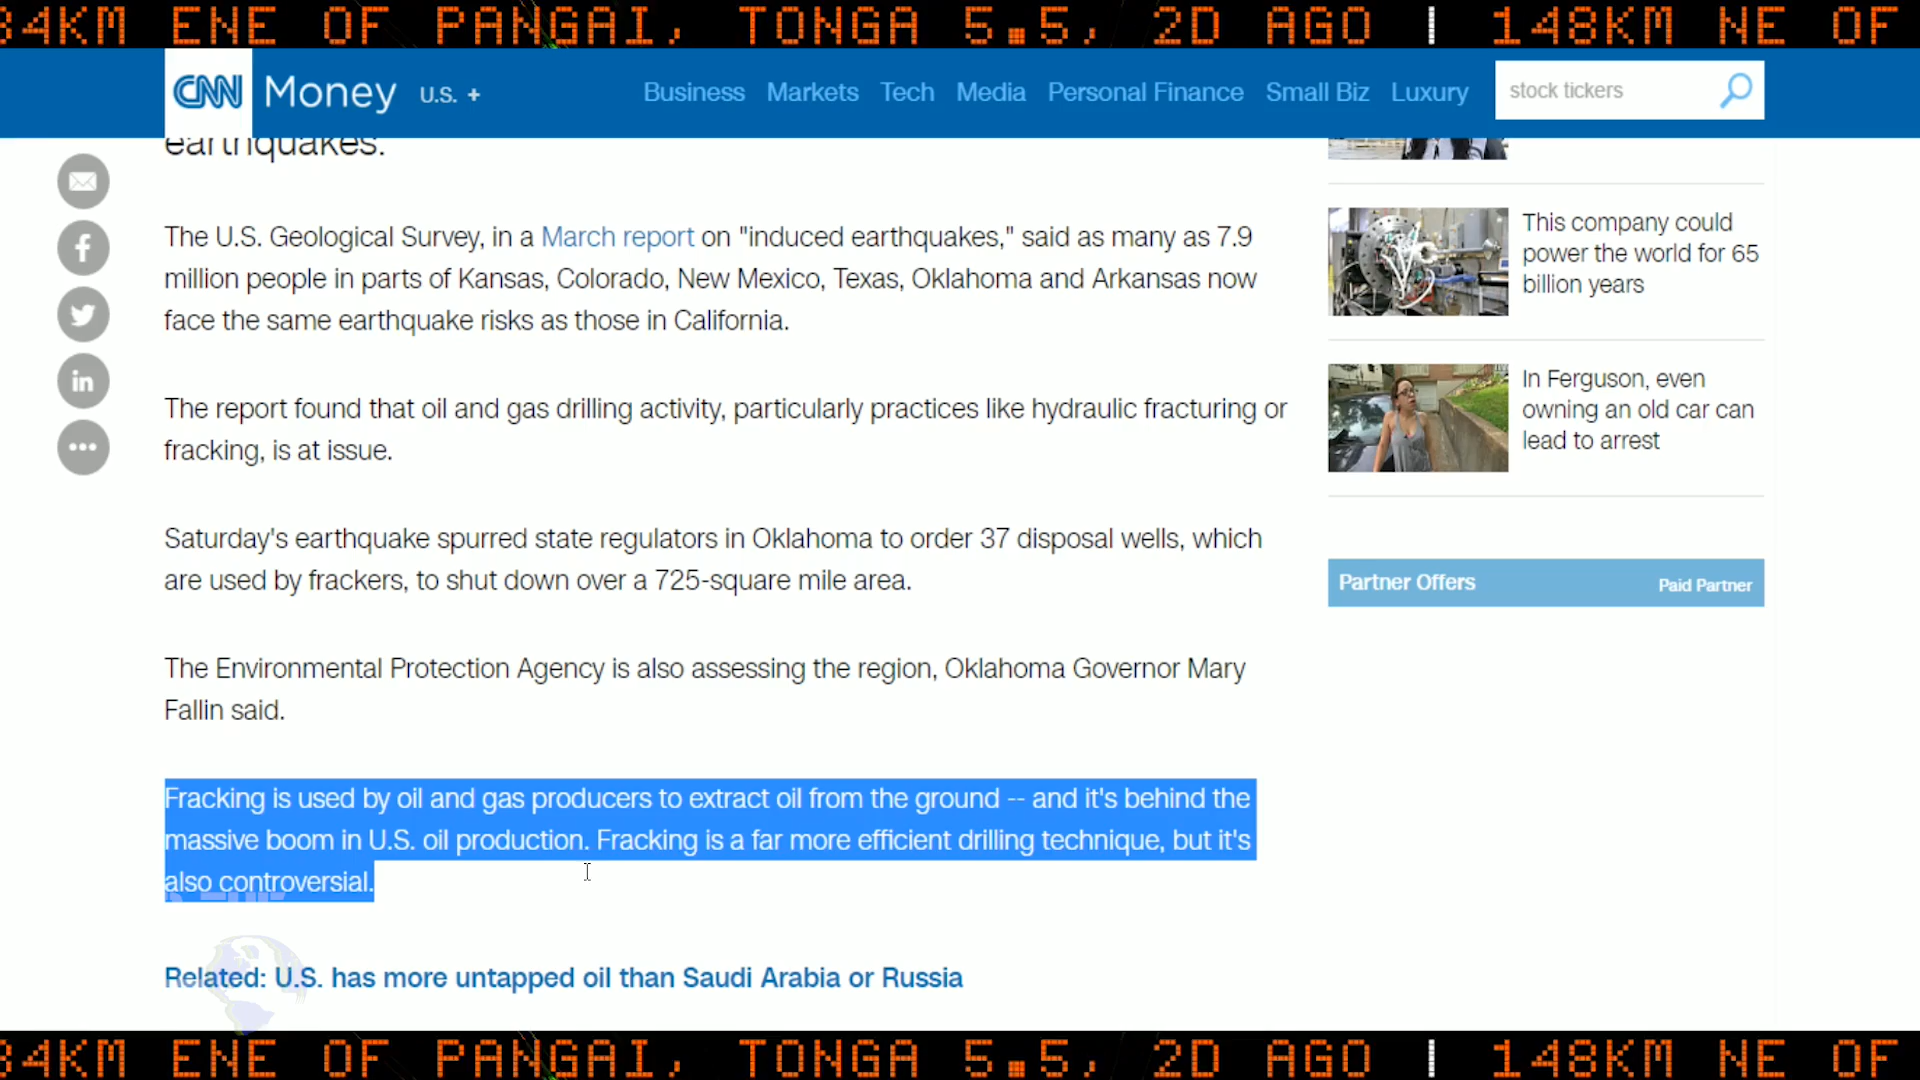 34KM ENE OF PANGAI, TONGA 5.5, 2D AGO | 148KM NE OF
CNN Money U.S. +
Business Markets Tech Media Personal Finance Small Biz Luxury
stock tickers
earthquakes.
The U.S. Geological Survey, in a March report on "induced earthquakes," said as many as 7.9
million people in parts of Kansas, Colorado, New Mexico, Texas, Oklahoma and Arkansas now
face the same earthquake risks as those in California.
The report found that oil and gas drilling activity, particularly practices like hydraulic fracturing or
fracking, is at issue.
Saturday's earthquake spurred state regulators in Oklahoma to order 37 disposal wells, which
are used by frackers, to shut down over a 725-square mile area.
The Environmental Protection Agency is also assessing the region, Oklahoma Governor Mary
Fallin said.
Fracking is used by oil and gas producers to extract oil from the ground -- and it's behind the
massive boom in U.S. oil production. Fracking is a far more efficient drilling technique, but it's
also controversial.
Related: U.S. has more untapped oil than Saudi Arabia or Russia
This company could
power the world for 65
billion years
In Ferguson, even
owning an old car can
lead to arrest
Partner Offers
Paid Partner
34KM ENE OF PANGAI, TONGA 5.5, 2D AGO | 148KM NE OF